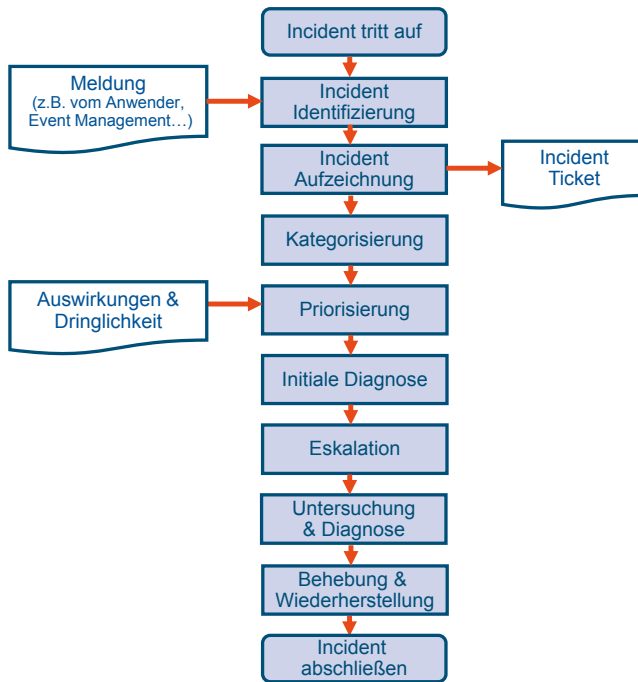 Incident tritt auf
Meldung
(z.B. vom Anwender,
Event Management…)
Incident
Identifizierung
Incident
Aufzeichnung
Incident
Ticket
Kategorisierung
Auswirkungen &
Dringlichkeit
Priorisierung
Initiale Diagnose
Eskalation
Untersuchung
& Diagnose
Behebung &
Wiederherstellung
Incident
abschließen